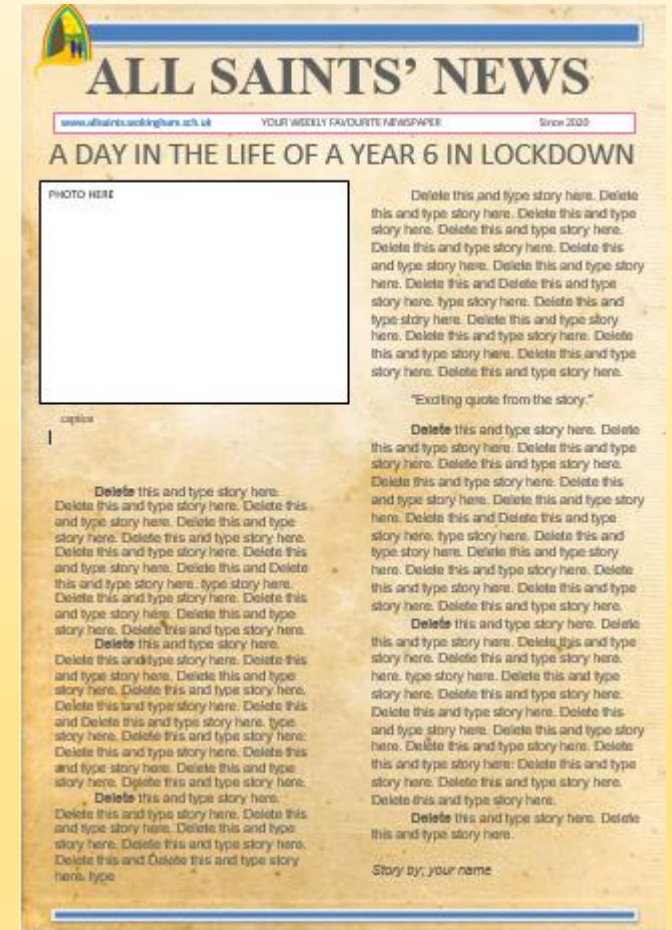 ALL SAINTS' NEWS
www.allsaints.wokingham.sch.uk YOUR WEEKLY FAVOURITE NEWSPAPER Since 2020
A DAY IN THE LIFE OF A YEAR 6 IN LOCKDOWN
PHOTO HERE
caption
Delete this and type story here.
Delete this and type story here. Delete this
and type story here. Delete this and type
story here. Delete this and type story here.
Delete this and type story here. Delete this
and type story here. Delete this and Delete
this and type story here. type story here.
Delete this and type story here. Delete this
and type story here. Delete this and type
story here. Delete this and type story here.
Delete this and type story here.
Delete this and type story here. Delete this
and type story here. Delete this and type
story here. Delete this and type story here.
Delete this and type story here. Delete this
and Delete this and type story here. type
story here. Delete this and type story here.
Delete this and type story here. Delete this
and type story here. Delete this and type
story here. Delete this and type story here.
Delete this and type story here.
Delete this and type story here. Delete this
and type story here. Delete this and type
story here. Delete this and type story here.
Delete this and Delete this and type story
here. type
Delete this and type story here. Delete
this and type story here. Delete this and type
story here. Delete this and type story here.
Delete this and type story here. Delete this
and type story here. Delete this and type story
here. Delete this and Delete this and type
story here. type story here. Delete this and
type story here. Delete this and type story
here. Delete this and type story here. Delete
this and type story here. Delete this and type
story here. Delete this and type story here.
"Exciting quote from the story."
Delete this and type story here. Delete
this and type story here. Delete this and type
story here. Delete this and type story here.
Delete this and type story here. Delete this
and type story here. Delete this and type story
here. Delete this and Delete this and type
story here. type story here. Delete this and
type story here. Delete this and type story
here. Delete this and type story here. Delete
this and type story here. Delete this and type
story here. Delete this and type story here.
Delete this and type story here. Delete
this and type story here. Delete this and type
story here. Delete this and type story here.
here. type story here. Delete this and type
story here. Delete this and type story here.
Delete this and type story here. Delete this
and type story here. Delete this and type story
here. Delete this and type story here. Delete
this and type story here. Delete this and type
story here. Delete this and type story here.
Delete this and type story here.
Delete this and type story here. Delete
this and type story here.
Story by; your name